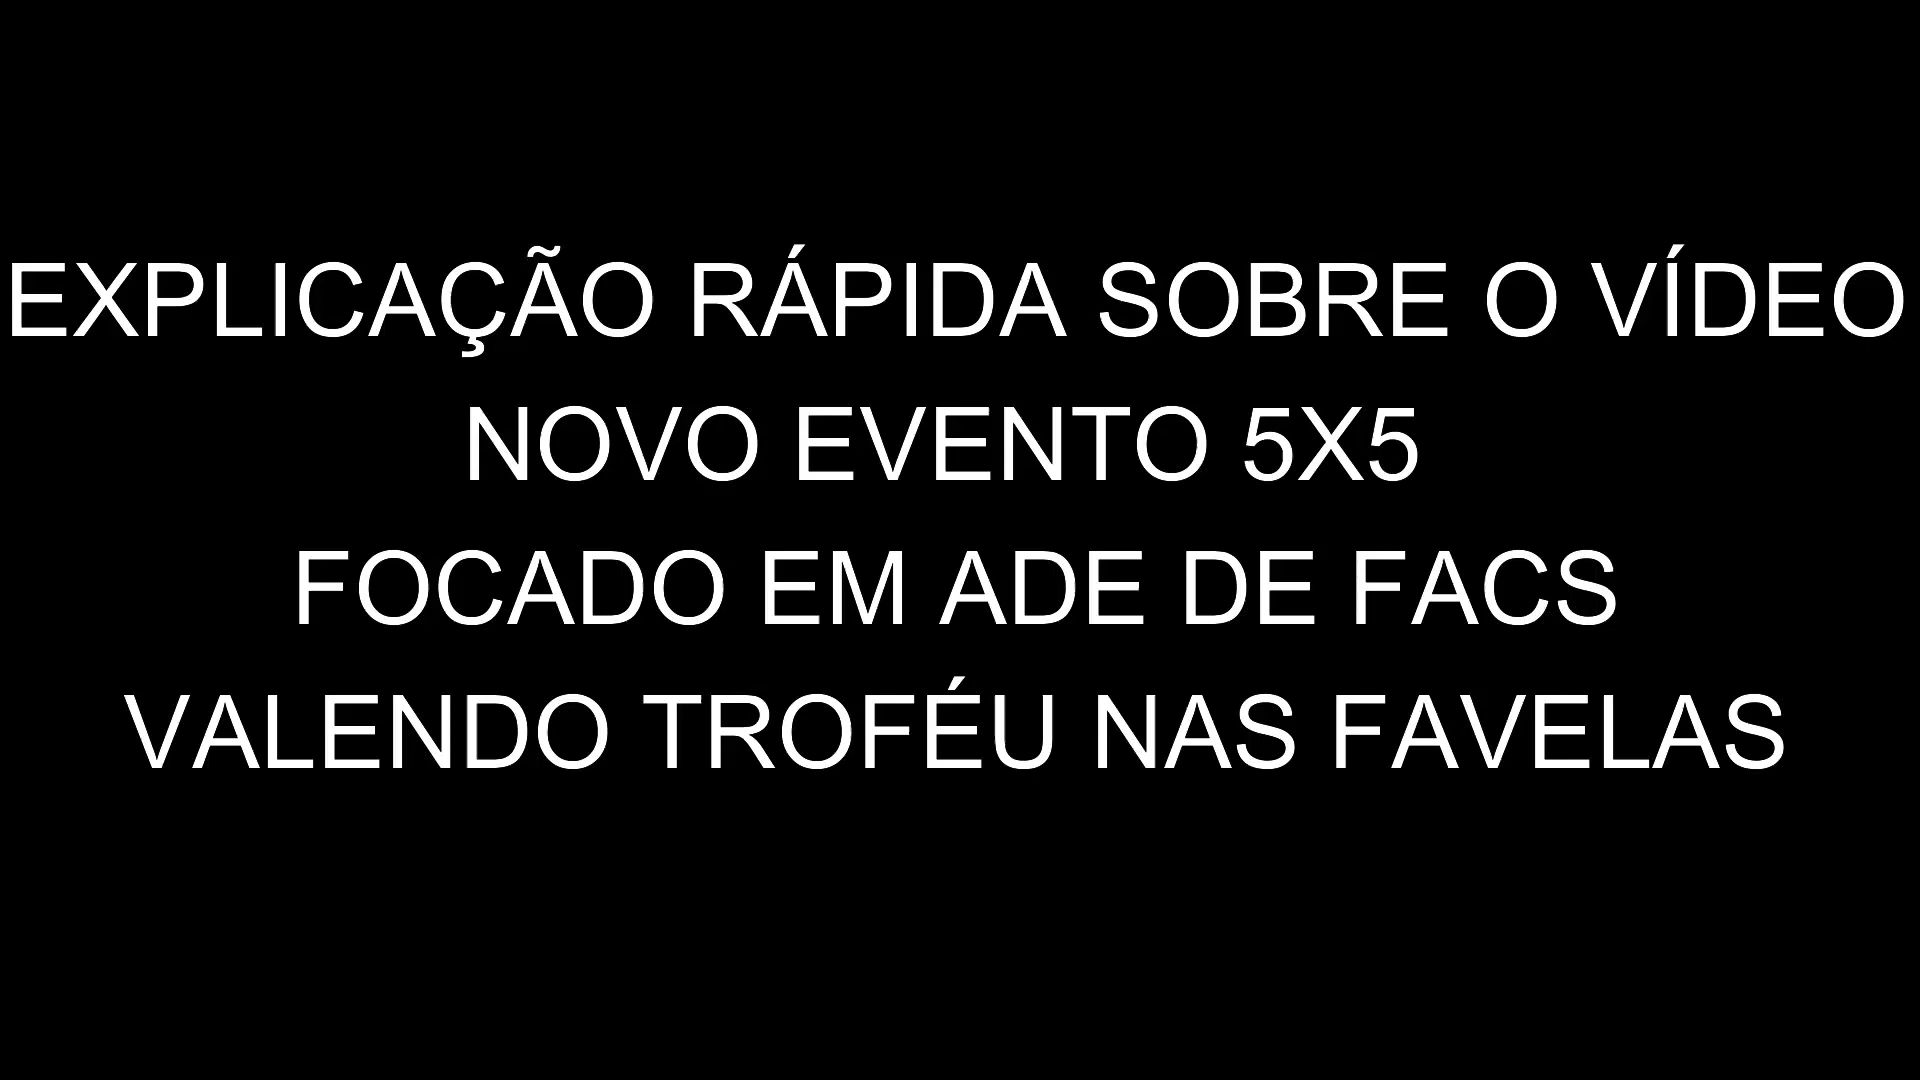 EXPLICAÇÃO RÁPIDA SOBRE O VÍDEO
NOVO EVENTO 5X5
FOCADO EM ADE DE FACS
VALENDO TROFÉU NAS FAVELAS